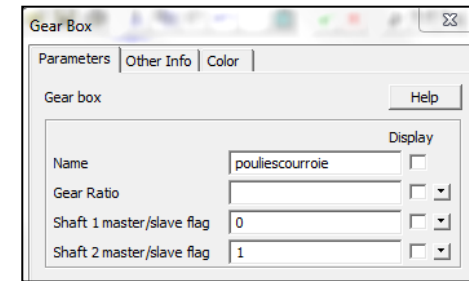 Gear Box
Parameters Other Info Color
Gear box Help
Display
Name pouliescourroie
Gear Ratio
Shaft 1 master/slave flag 0
Shaft 2 master/slave flag 1